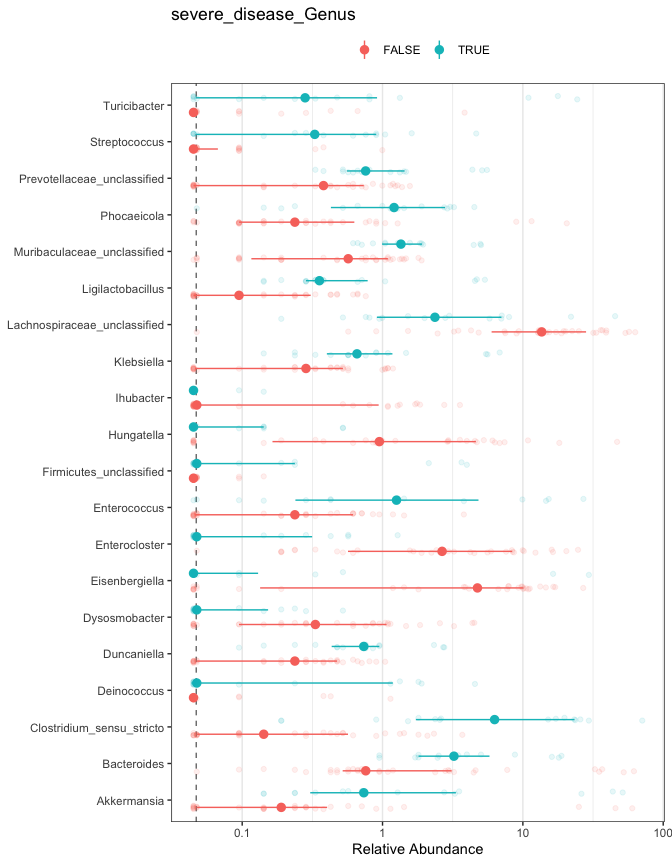 severe_disease_Genus
FALSE TRUE
Turicibacter
Streptococcus
Prevotellaceae_unclassified
Phocaeicola
Muribaculaceae_unclassified
Ligilactobacillus
Lachnospiraceae_unclassified
Klebsiella
Ihubacter
Hungatella
Firmicutes_unclassified
Enterococcus
Enterocloster
Eisenbergiella
Dysosmobacter
Duncaniella
Deinococcus
Clostridium_sensu_stricto
Bacteroides
Akkermansia
0.1 1 10 100
Relative Abundance